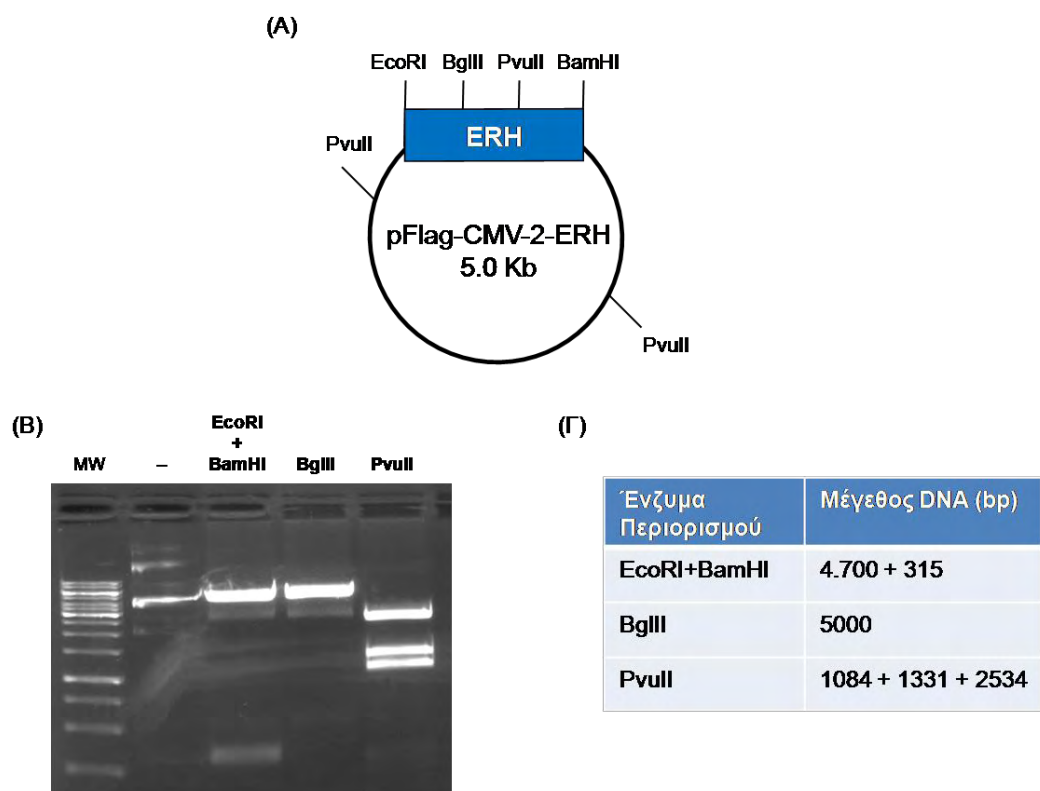 (Α)
EcoRI BglII PvuII BamHI
ERH
PvuII
pFlag-CMV-2-ERH
5.0 Kb
PvuII
(Β)
EcoRI
+
MW – BamHI BglII PvuII
(Γ)
Ένζυμα Περιορισμού Μέγεθος DNA (bp)
EcoRI+BamHI 4.700 + 315
BglII 5000
PvuII 1084 + 1331 + 2534